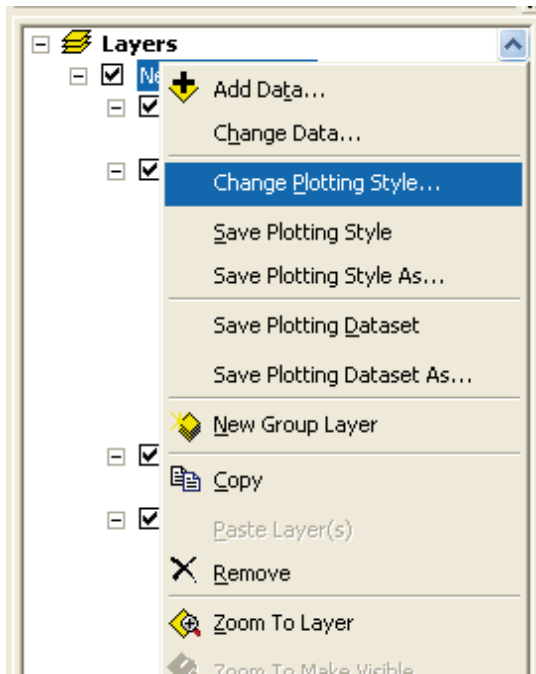 Layers
Ne
Add Data...
Change Data...
Change Plotting Style...
Save Plotting Style
Save Plotting Style As...
Save Plotting Dataset
Save Plotting Dataset As...
New Group Layer
Copy
Paste Layer(s)
Remove
Zoom To Layer
Zoom To Make Visible